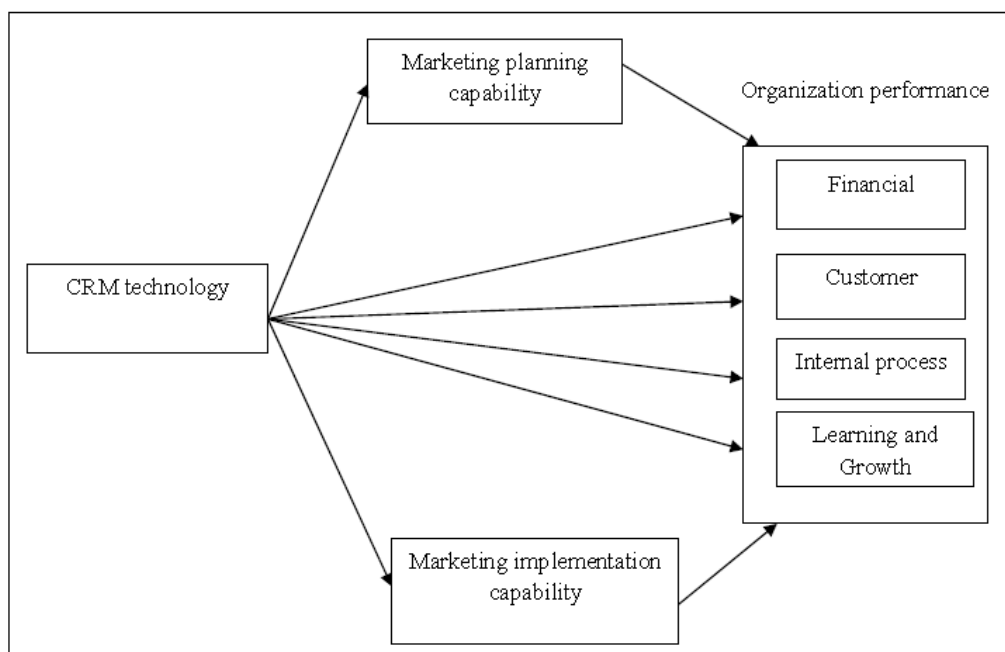 Marketing planning
capability
Organization performance
Financial
CRM technology
Customer
Internal process
Learning and
Growth
Marketing implementation
capability